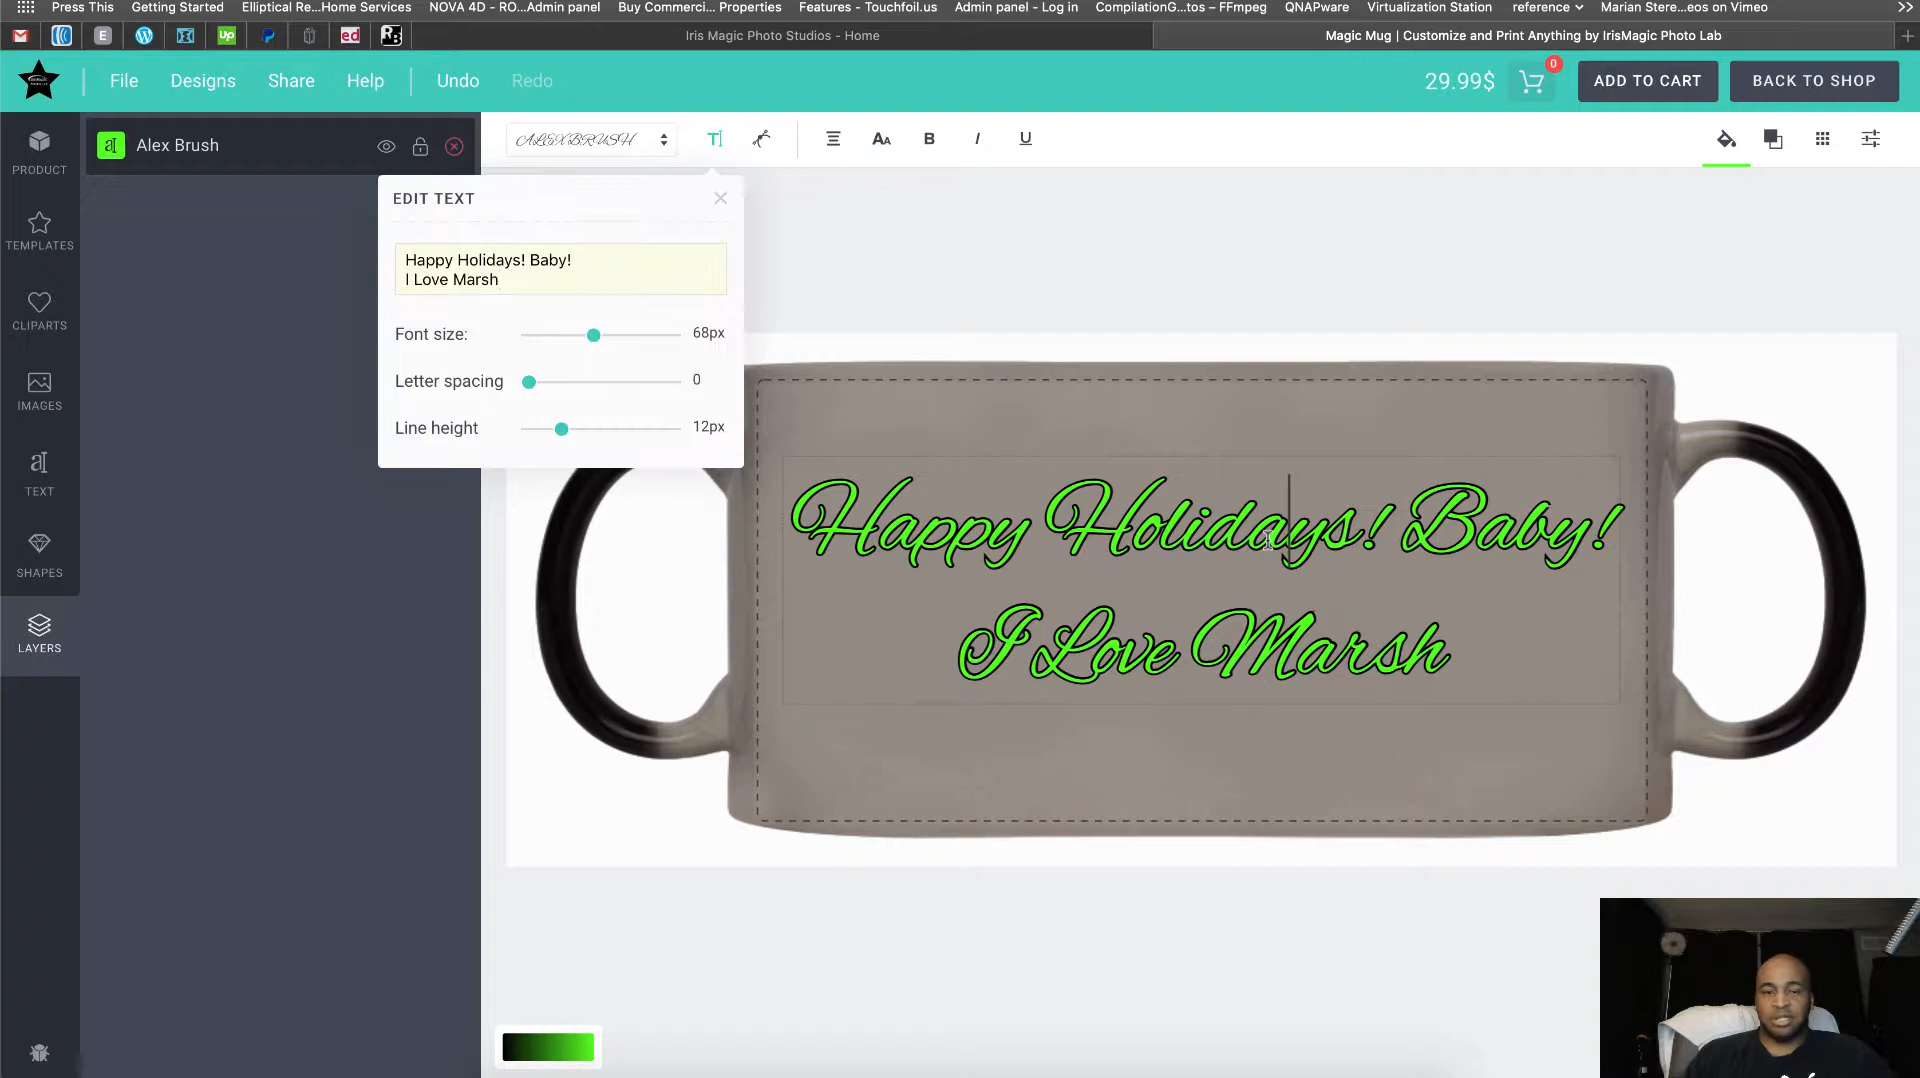 Press This
Getting Started
Elliptical Re...Home Services
NOVA 4D - RO...Admin panel
Buy Commerci... Properties
Features - Touchfoil.us
Admin panel - Log in
CompilationG...tos – FFmpeg
QNAPware
Virtualization Station
reference
Marian Stere...eos on Vimeo
E
Up
ed
RB
Iris Magic Photo Studios - Home
Magic Mug | Customize and Print Anything by IrisMagic Photo Lab
File
Designs
Share
Help
Undo
Redo
29.99$
0
ADD TO CART
BACK TO SHOP
PRODUCT
TEMPLATES
CLIPARTS
IMAGES
TEXT
SHAPES
LAYERS
Alex Brush
ALEXBRUSH
B
I
U
EDIT TEXT
Happy Holidays! Baby!
I Love Marsh
Font size:
68px
Letter spacing
0
Line height
12px
Happy Holidays! Baby!
I Love Marsh